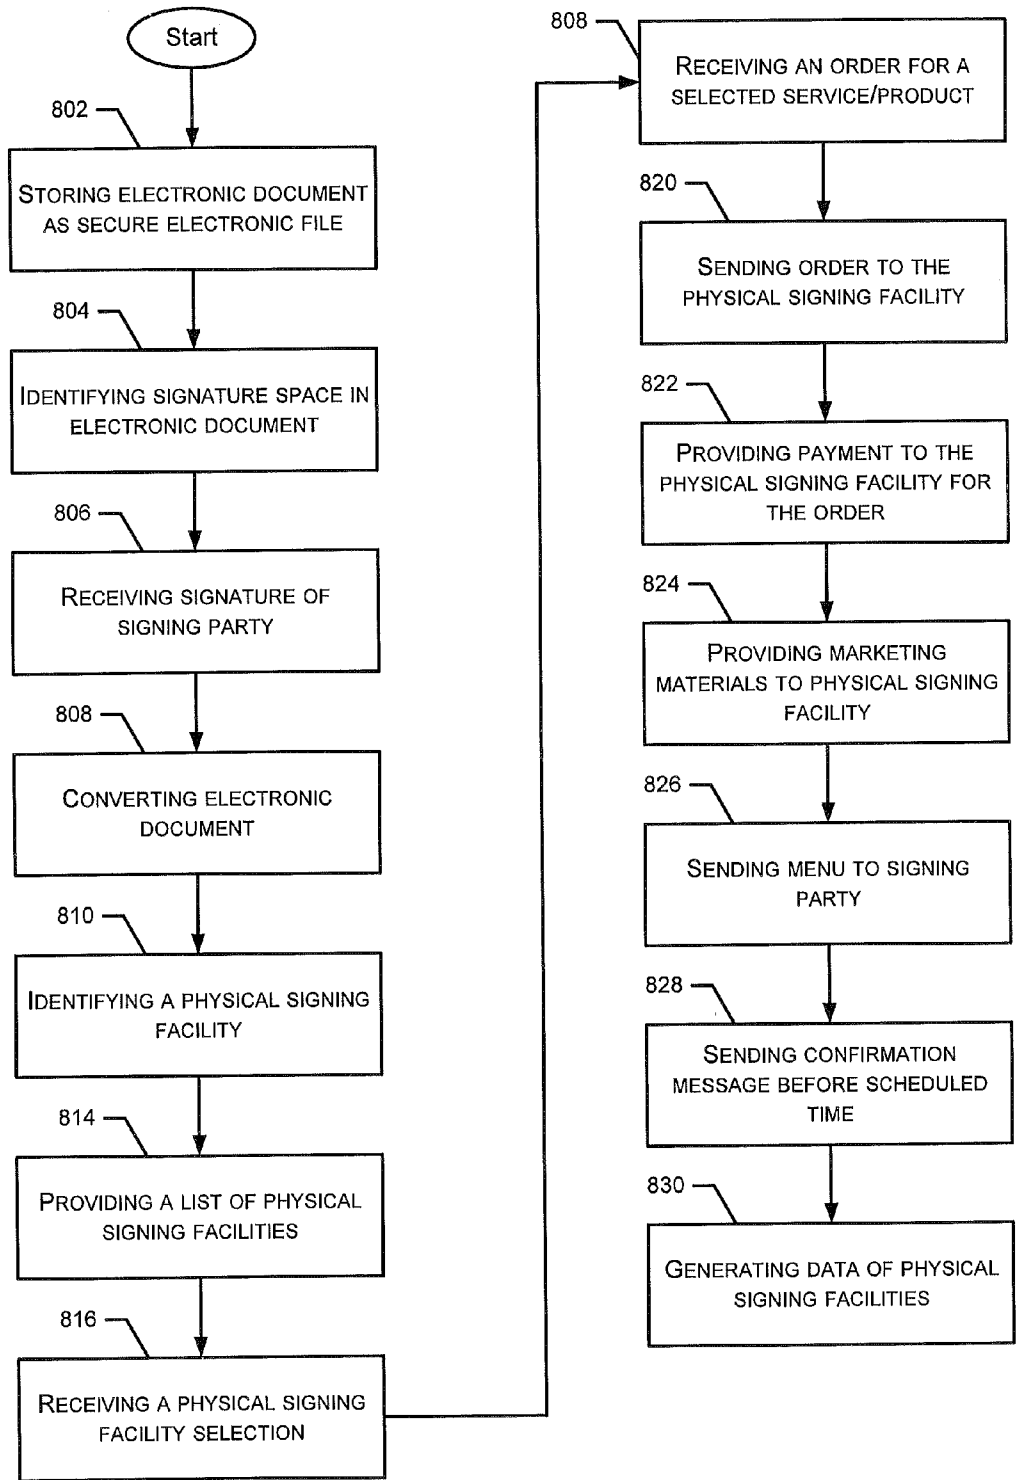 Start
802
STORING ELECTRONIC DOCUMENT
AS SECURE ELECTRONIC FILE
804
IDENTIFYING SIGNATURE SPACE IN
ELECTRONIC DOCUMENT
806
RECEIVING SIGNATURE OF
SIGNING PARTY
808
CONVERTING ELECTRONIC
DOCUMENT
810
IDENTIFYING A PHYSICAL SIGNING
FACILITY
814
PROVIDING A LIST OF PHYSICAL
SIGNING FACILITIES
816
RECEIVING A PHYSICAL SIGNING
FACILITY SELECTION
808
RECEIVING AN ORDER FOR A
SELECTED SERVICE/PRODUCT
820
SENDING ORDER TO THE
PHYSICAL SIGNING FACILITY
822
PROVIDING PAYMENT TO THE
PHYSICAL SIGNING FACILITY FOR
THE ORDER
824
PROVIDING MARKETING
MATERIALS TO PHYSICAL SIGNING
FACILITY
826
SENDING MENU TO SIGNING
PARTY
828
SENDING CONFIRMATION
MESSAGE BEFORE SCHEDULED
TIME
830
GENERATING DATA OF PHYSICAL
SIGNING FACILITIES